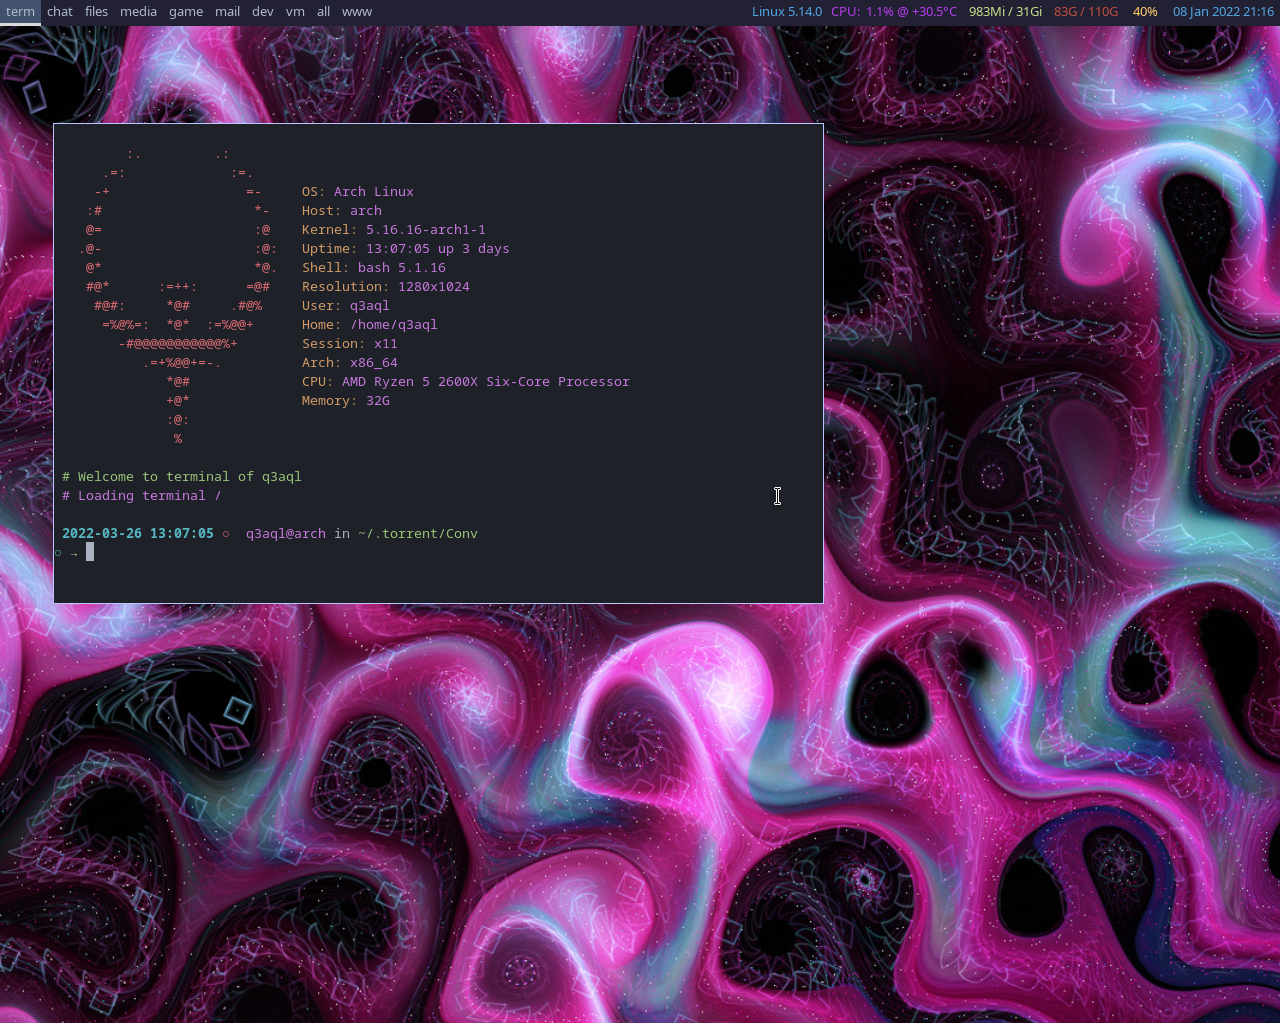 term chat files media game mail dev vm all www Linux 5.14.0 CPU: 1.1% @ +30.5°C 983Mi / 31Gi 83G / 110G 40% 08 Jan 2022 21:16
:. .:
.=: :=.
-+ =- OS: Arch Linux
:# *- Host: arch
@= :@ Kernel: 5.16.16-arch1-1
.@- :@: Uptime: 13:07:05 up 3 days
@* *@. Shell: bash 5.1.16
#@* :=++: =@# Resolution: 1280x1024
#@#: *@# .#@% User: q3aql
=%@%=: *@* :=%@@+ Home: /home/q3aql
-#@@@@@@@@@@@%+ Session: x11
.=+%@@+=-. Arch: x86_64
*@# CPU: AMD Ryzen 5 2600X Six-Core Processor
+@* Memory: 32G
:@:
%
# Welcome to terminal of q3aql
# Loading terminal /
2022-03-26 13:07:05 ○ q3aql@arch in ~/.torrent/Conv
○ →